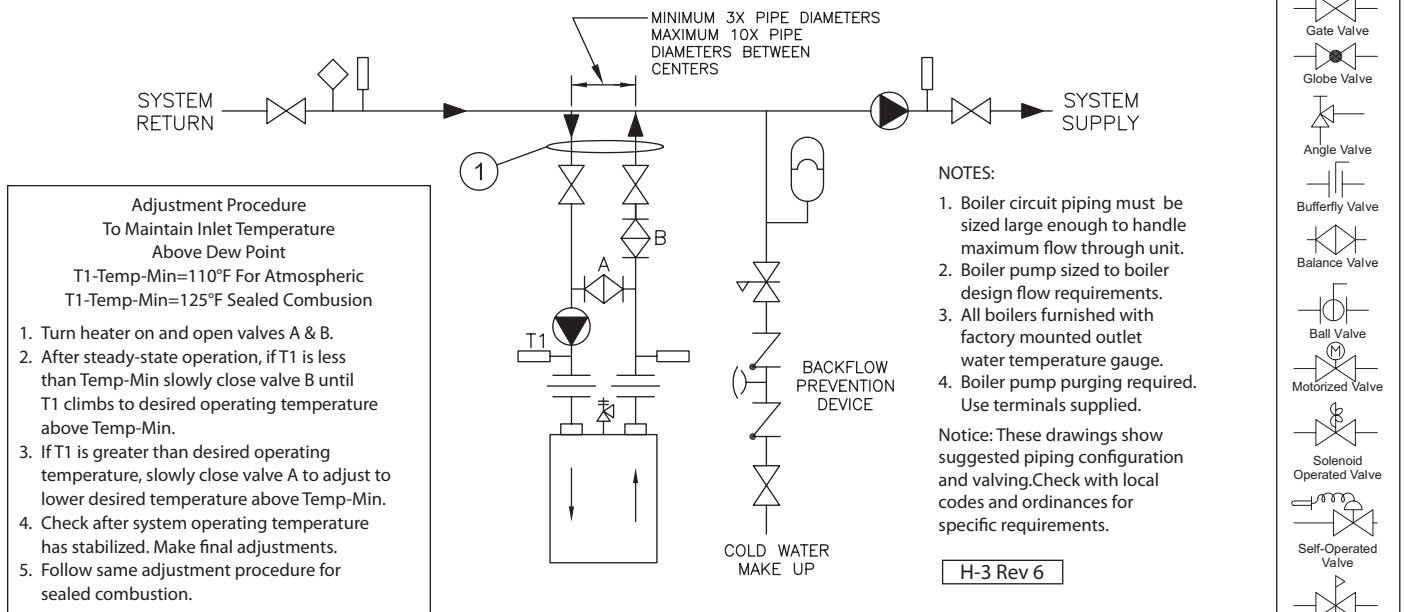 MINIMUM 3X PIPE DIAMETERS
MAXIMUM 10X PIPE
DIAMETERS BETWEEN
CENTERS
SYSTEM
RETURN
SYSTEM
SUPPLY
1
Adjustment Procedure
To Maintain Inlet Temperature
Above Dew Point
T1-Temp-Min=110°F For Atmospheric
T1-Temp-Min=125°F Sealed Combusion
1. Turn heater on and open valves A & B.
2. After steady-state operation, if T1 is less
than Temp-Min slowly close valve B until
T1 climbs to desired operating temperature
above Temp-Min.
3. If T1 is greater than desired operating
temperature, slowly close valve A to adjust to
lower desired temperature above Temp-Min.
4. Check after system operating temperature
has stabilized. Make final adjustments.
5. Follow same adjustment procedure for
sealed combustion.
B
A
T1
BACKFLOW
PREVENTION
DEVICE
COLD WATER
MAKE UP
NOTES:
1. Boiler circuit piping must be
sized large enough to handle
maximum flow through unit.
2. Boiler pump sized to boiler
design flow requirements.
3. All boilers furnished with
factory mounted outlet
water temperature gauge.
4. Boiler pump purging required.
Use terminals supplied.
Notice: These drawings show
suggested piping configuration
and valving.Check with local
codes and ordinances for
specific requirements.
H-3 Rev 6
Gate Valve
Globe Valve
Angle Valve
Bufferfly Valve
Balance Valve
Ball Valve
M
Motorized Valve
Solenoid
Operated Valve
Self-Operated
Valve